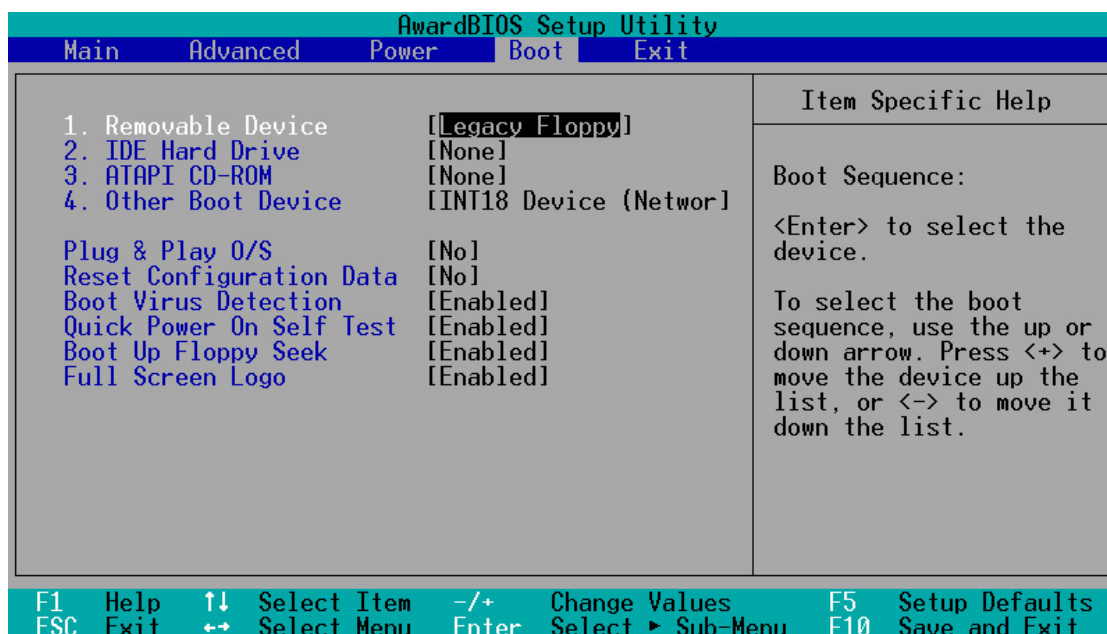 AwardBIOS Setup Utility
Main Advanced Power Boot Exit
1. Removable Device [Legacy Floppy]
2. IDE Hard Drive [None]
3. ATAPI CD-ROM [None]
4. Other Boot Device [INT18 Device (Networ]
Plug & Play O/S [No]
Reset Configuration Data [No]
Boot Virus Detection [Enabled]
Quick Power On Self Test [Enabled]
Boot Up Floppy Seek [Enabled]
Full Screen Logo [Enabled]
Item Specific Help
Boot Sequence:
<Enter> to select the
device.
To select the boot
sequence, use the up or
down arrow. Press <+> to
move the device up the
list, or <-> to move it
down the list.
F1 Help ↑↓ Select Item -/+ Change Values F5 Setup Defaults
ESC Exit ←→ Select Menu Enter Select ► Sub-Menu F10 Save and Exit